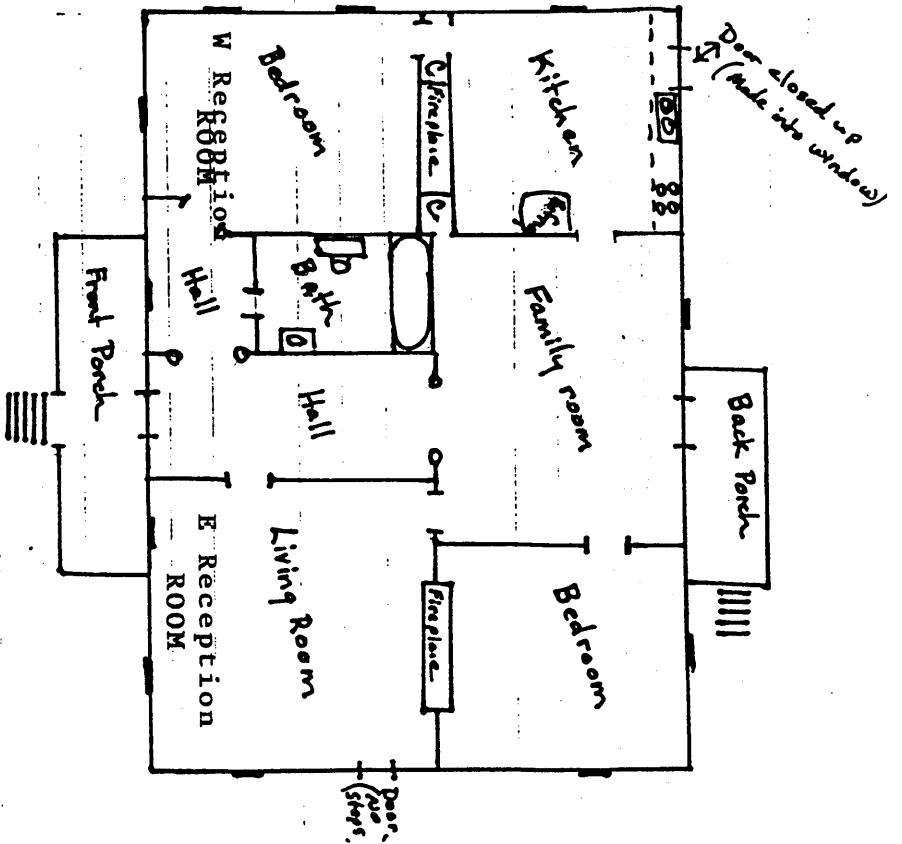 Door closed up
(Made into window)
Kitchen
C
Fireplace
C
Bedroom
W Reception
ROOM
Bath
Hall
Front Porch
Family room
Hall
Back Porch
Living Room
E Reception
ROOM
Fireplace
Bedroom
Door,
(No
Steps.